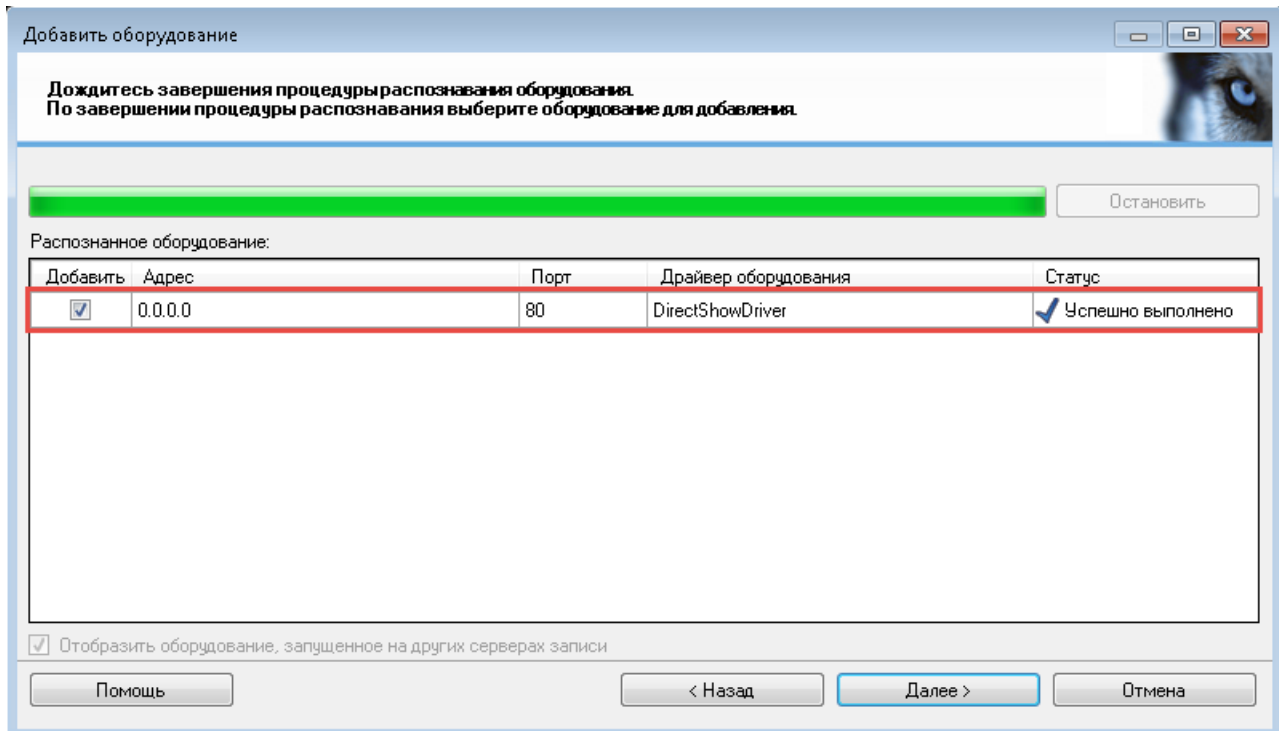 Добавить оборудование
Дождитесь завершения процедуры распознавания оборудования.
По завершении процедуры распознавания выберите оборудование для добавления.
Остановить
Распознанное оборудование:
Добавить Адрес Порт Драйвер оборудования Статус
0.0.0.0 80 DirectShowDriver Успешно выполнено
Отобразить оборудование, запущенное на других серверах записи
Помощь < Назад Далее > Отмена